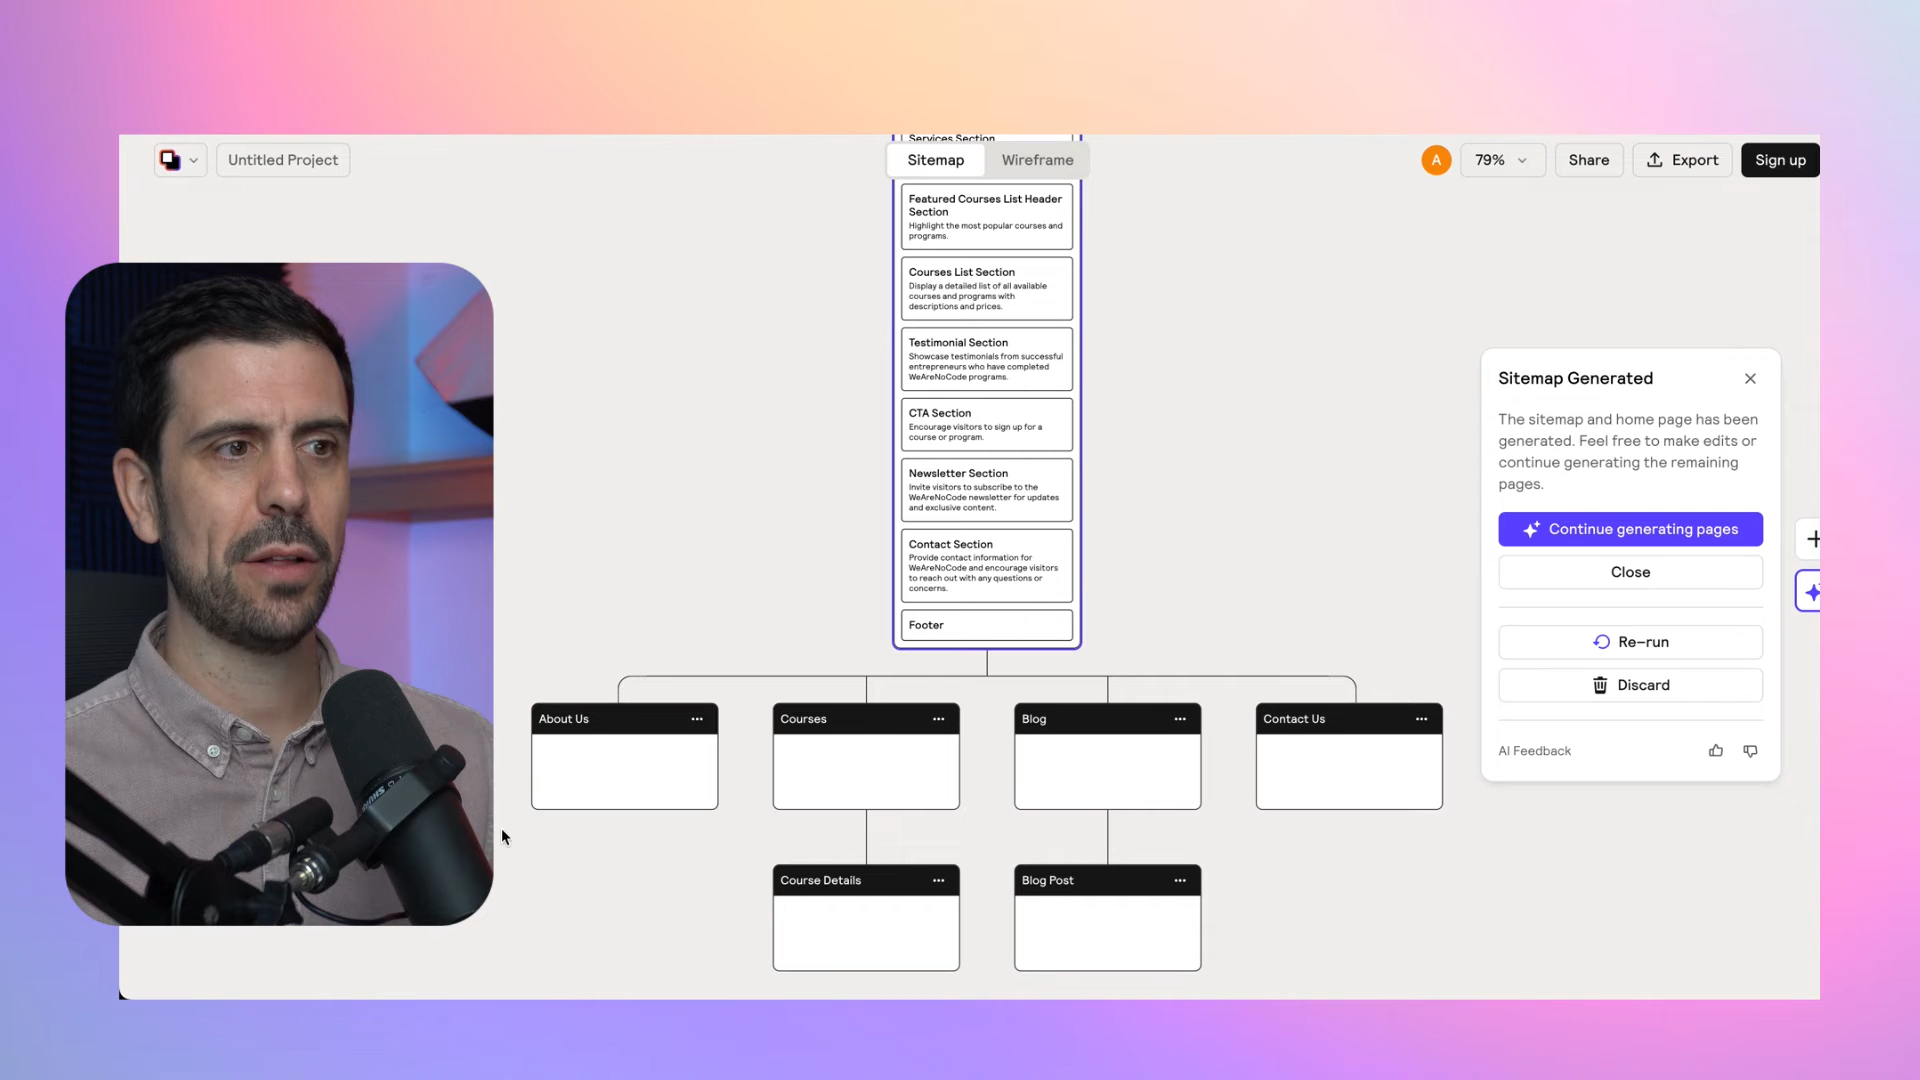 Services Section
Untitled Project
Sitemap
Wireframe
A
79%
Share
Export
Sign up
Featured Courses List Header
Section
Highlight the most popular courses and
programs.
Courses List Section
Display a detailed list of all available
courses and programs with
descriptions and prices.
Testimonial Section
Showcase testimonials from successful
entrepreneurs who have completed
WeAreNoCode programs.
CTA Section
Encourage visitors to sign up for a
course or program.
Newsletter Section
Invite visitors to subscribe to the
WeAreNoCode newsletter for updates
and exclusive content.
Contact Section
Provide contact information for
WeAreNoCode and encourage visitors
to reach out with any questions or
concerns.
Footer
About Us
Courses
Blog
Contact Us
Course Details
Blog Post
Sitemap Generated
The sitemap and home page has been
generated. Feel free to make edits or
continue generating the remaining
pages.
Continue generating pages
Close
Re-run
Discard
AI Feedback